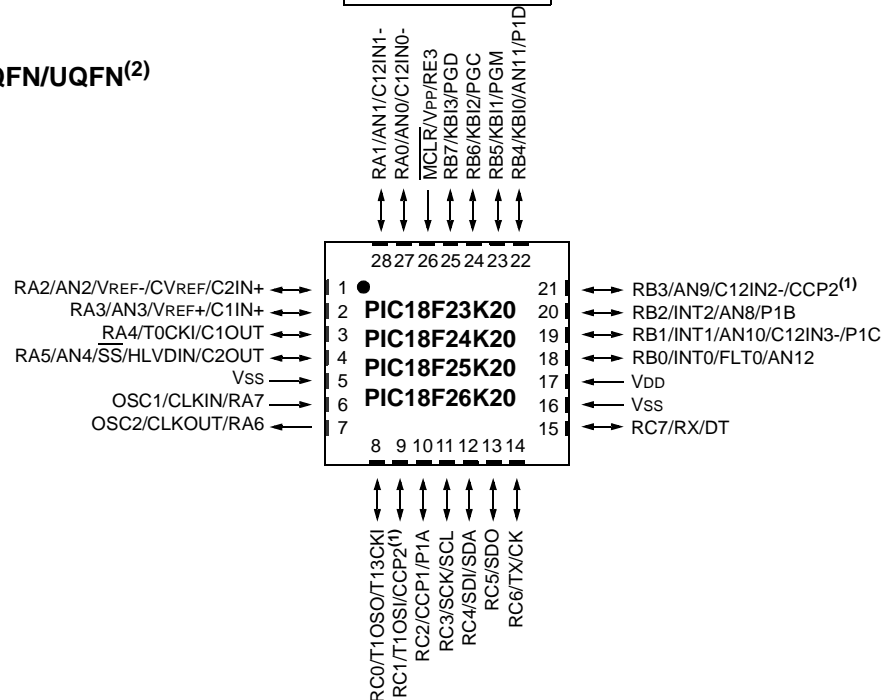 QFN/UQFN(2)
RA1/AN1/C12IN1-
RA0/AN0/C12IN0-
MCLR/VPP/RE3
RB7/KBI3/PGD
RB6/KBI2/PGC
RB5/KBI1/PGM
RB4/KBI0/AN11/P1D
28 27 26 25 24 23 22
RA2/AN2/VREF-/CVREF/C2IN+
RA3/AN3/VREF+/C1IN+
RA4/T0CKI/C1OUT
RA5/AN4/SS/HLVDIN/C2OUT
VSS
OSC1/CLKIN/RA7
OSC2/CLKOUT/RA6
1
2
3
4
5
6
7
PIC18F23K20
PIC18F24K20
PIC18F25K20
PIC18F26K20
21
20
19
18
17
16
15
RB3/AN9/C12IN2-/CCP2(1)
RB2/INT2/AN8/P1B
RB1/INT1/AN10/C12IN3-/P1C
RB0/INT0/FLT0/AN12
VDD
VSS
RC7/RX/DT
8 9 10 11 12 13 14
RC0/T1OSO/T13CKI
RC1/T1OSI/CCP2(1)
RC2/CCP1/P1A
RC3/SCK/SCL
RC4/SDI/SDA
RC5/SDO
RC6/TX/CK